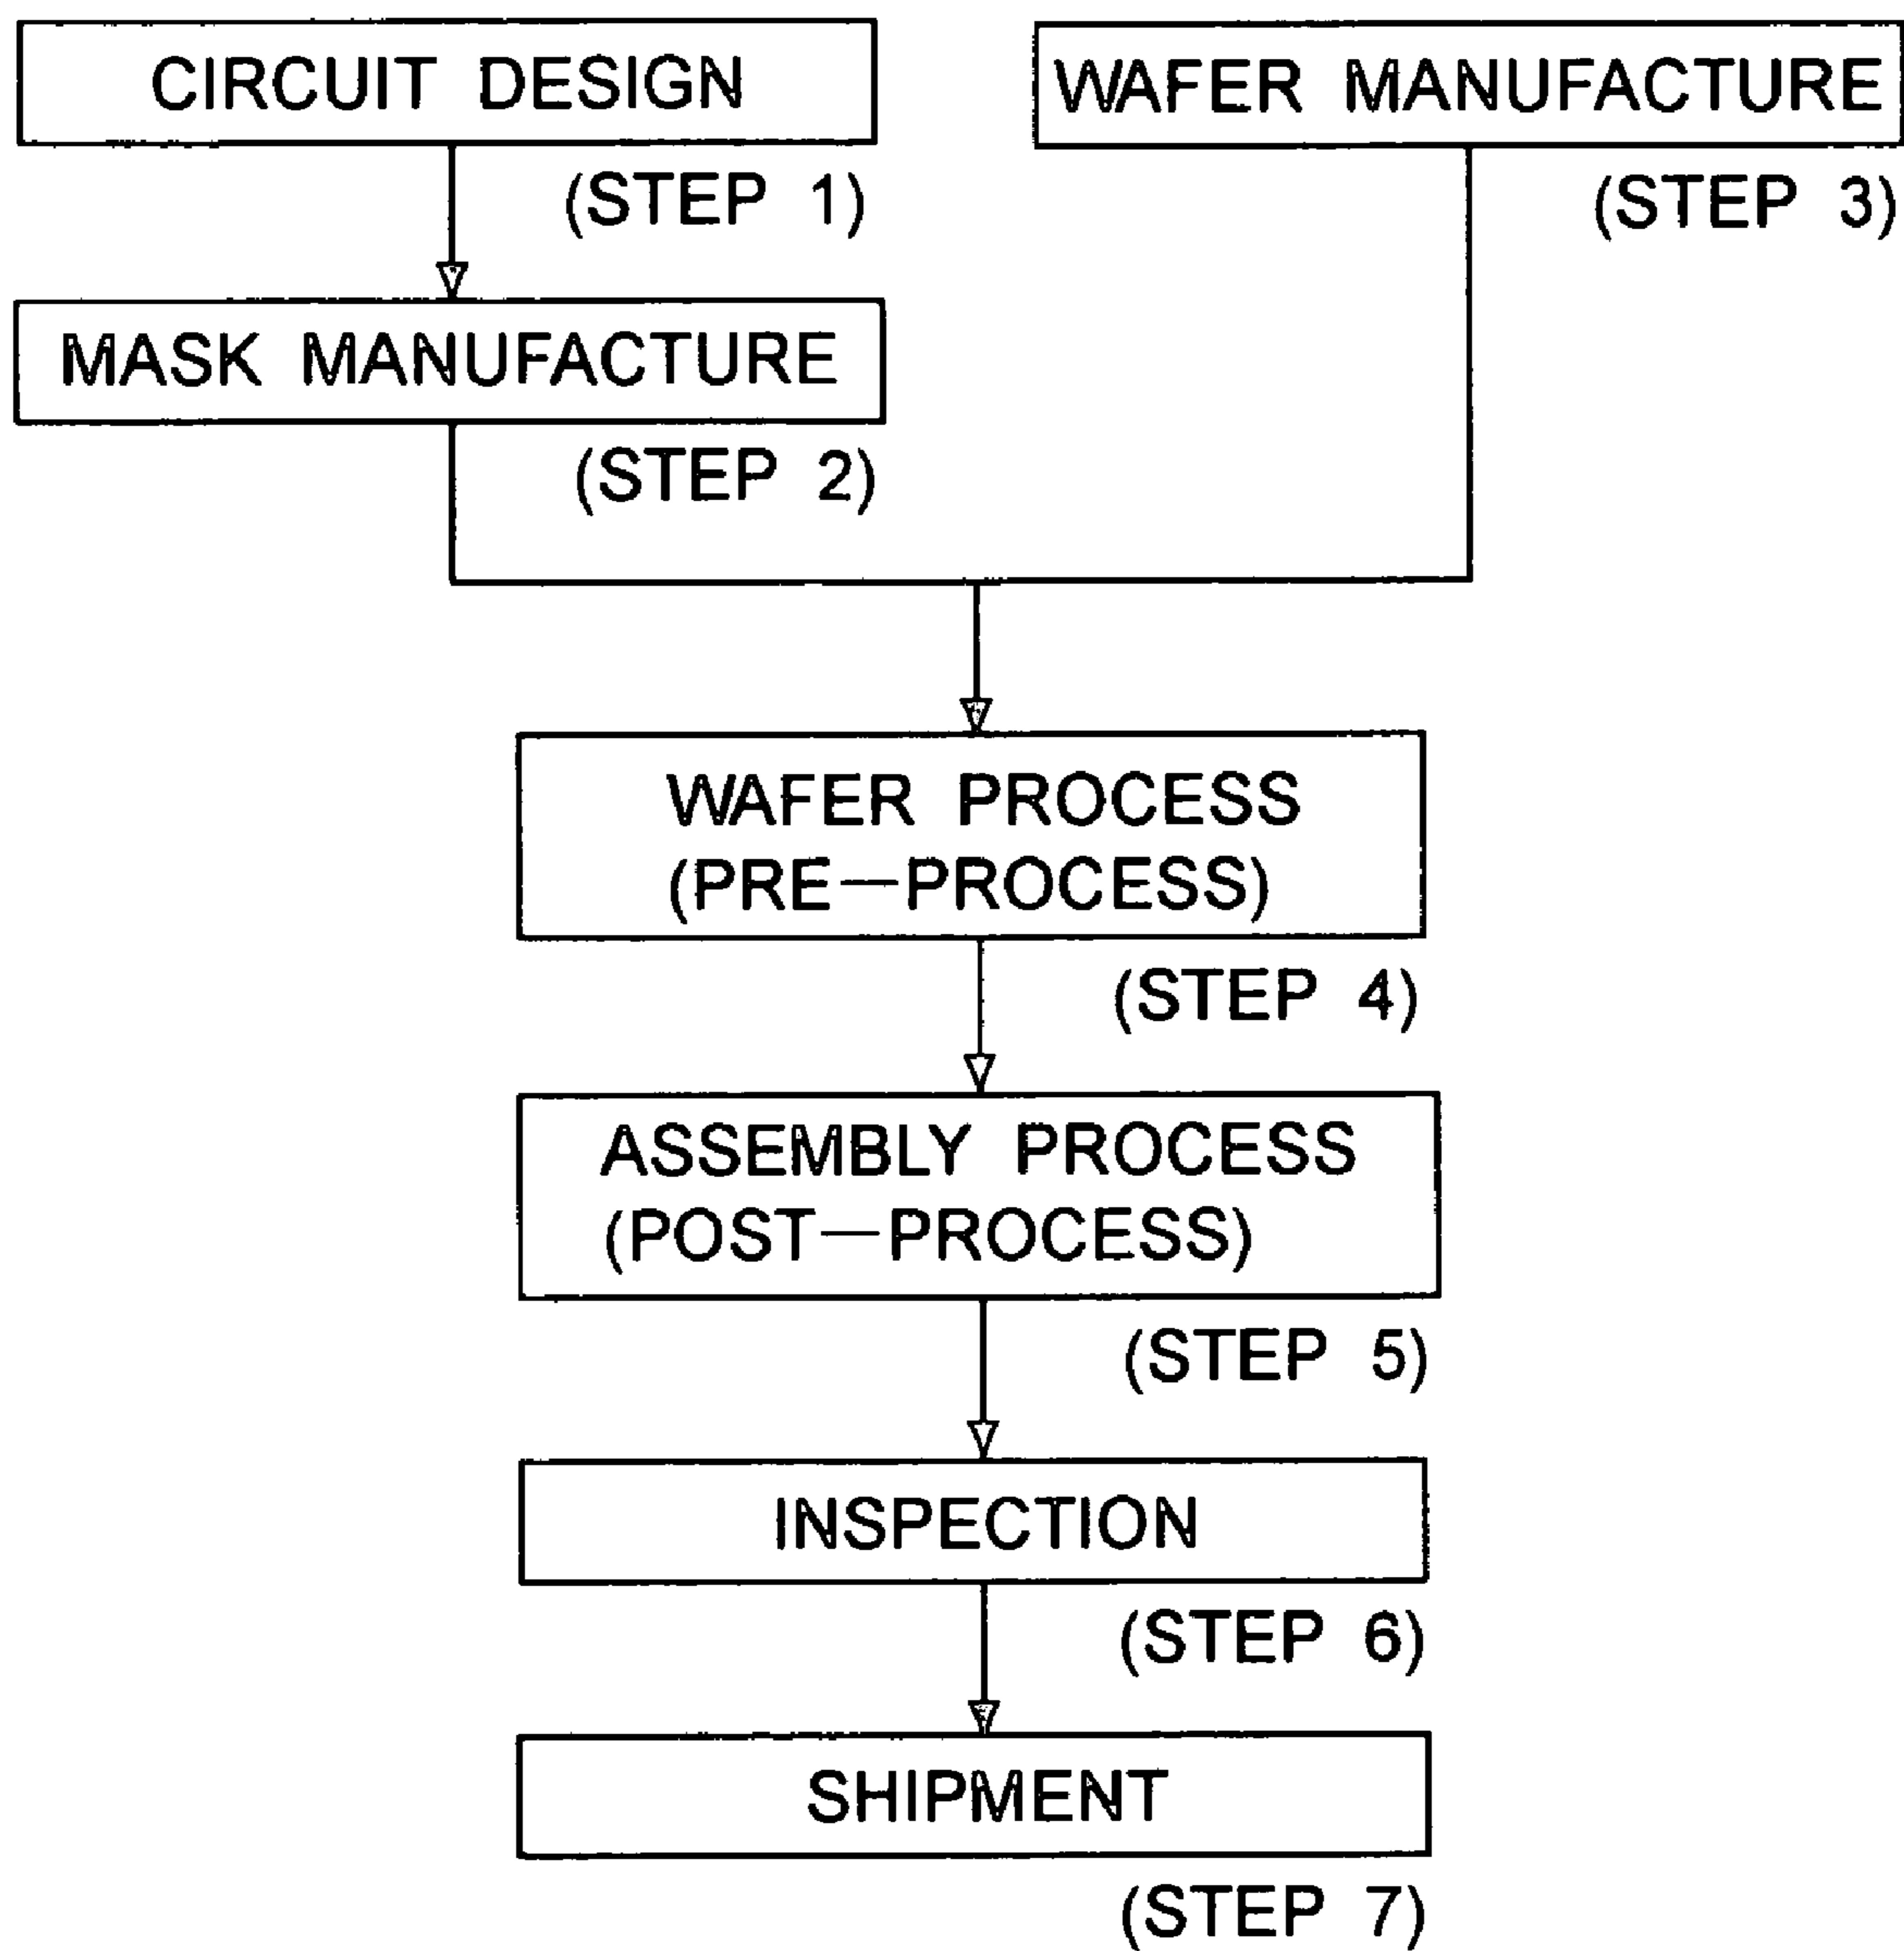 CIRCUIT DESIGN
(STEP 1)
MASK MANUFACTURE
(STEP 2)
WAFER MANUFACTURE
(STEP 3)
WAFER PROCESS
(PRE—PROCESS)
(STEP 4)
ASSEMBLY PROCESS
(POST—PROCESS)
(STEP 5)
INSPECTION
(STEP 6)
SHIPMENT
(STEP 7)